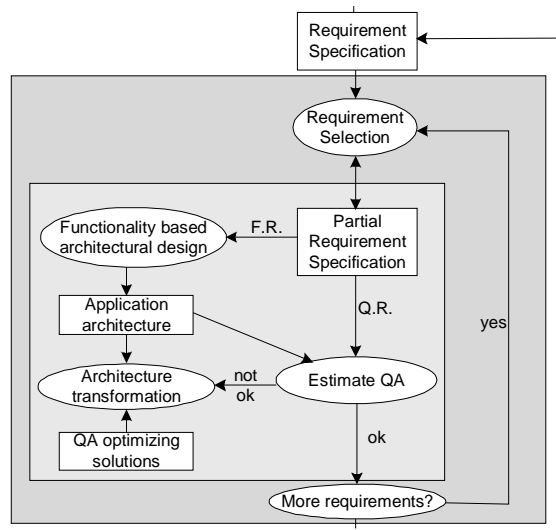 Requirement
Specification
Requirement
Selection
Functionality based
architectural design
F.R.
Partial
Requirement
Specification
Application
architecture
Q.R.
yes
Architecture
transformation
not
ok
Estimate QA
QA optimizing
solutions
ok
More requirements?